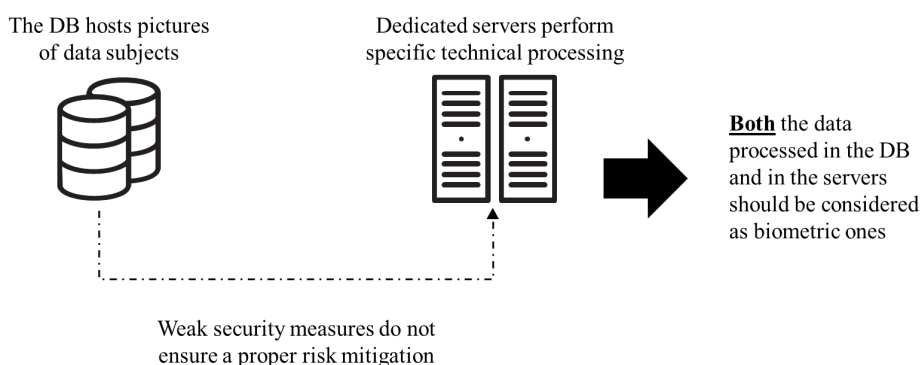 The DB hosts pictures
of data subjects
Dedicated servers perform
specific technical processing
Both the data
processed in the DB
and in the servers
should be considered
as biometric ones
Weak security measures do not
ensure a proper risk mitigation